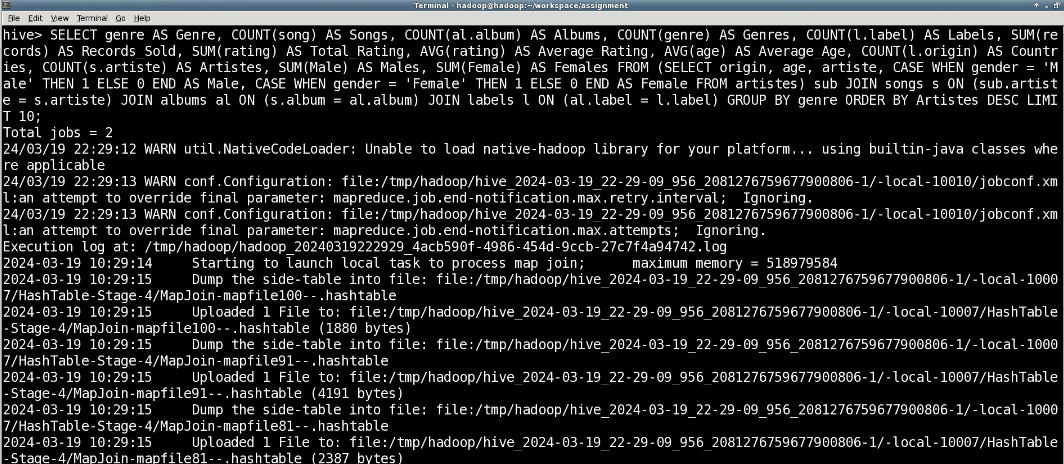 Terminal - hadoop@hadoop:~/workspace/assignment
File Edit View Terminal Go Help
hive> SELECT genre AS Genre, COUNT(song) AS Songs, COUNT(al.album) AS Albums, COUNT(genre) AS Genres, COUNT(l.label) AS Labels, SUM(re
cords) AS Records_Sold, SUM(rating) AS Total_Rating, AVG(rating) AS Average_Rating, AVG(age) AS Average_Age, COUNT(l.origin) AS Countr
ies, COUNT(s.artiste) AS Artistes, SUM(Male) AS Males, SUM(Female) AS Females FROM (SELECT origin, age, artiste, CASE WHEN gender = 'M
ale' THEN 1 ELSE 0 END AS Male, CASE WHEN gender = 'Female' THEN 1 ELSE 0 END AS Female FROM artistes) sub JOIN songs s ON (sub.artist
e = s.artiste) JOIN albums al ON (s.album = al.album) JOIN labels l ON (al.label = l.label) GROUP BY genre ORDER BY Artistes DESC LIMI
T 10;
Total jobs = 2
24/03/19 22:29:12 WARN util.NativeCodeLoader: Unable to load native-hadoop library for your platform... using builtin-java classes whe
re applicable
24/03/19 22:29:13 WARN conf.Configuration: file:/tmp/hadoop/hive_2024-03-19_22-29-09_956_2081276759677900806-1/-local-10010/jobconf.xm
l:an attempt to override final parameter: mapreduce.job.end-notification.max.retry.interval;  Ignoring.
24/03/19 22:29:13 WARN conf.Configuration: file:/tmp/hadoop/hive_2024-03-19_22-29-09_956_2081276759677900806-1/-local-10010/jobconf.xm
l:an attempt to override final parameter: mapreduce.job.end-notification.max.attempts;  Ignoring.
Execution log at: /tmp/hadoop/hadoop_20240319222929_4acb590f-4986-454d-9ccb-27c7f4a94742.log
2024-03-19 10:29:14     Starting to launch local task to process map join;      maximum memory = 518979584
2024-03-19 10:29:15     Dump the side-table into file: file:/tmp/hadoop/hive_2024-03-19_22-29-09_956_2081276759677900806-1/-local-1000
7/HashTable-Stage-4/MapJoin-mapfile100--.hashtable
2024-03-19 10:29:15     Uploaded 1 File to: file:/tmp/hadoop/hive_2024-03-19_22-29-09_956_2081276759677900806-1/-local-10007/HashTable
-Stage-4/MapJoin-mapfile100--.hashtable (1880 bytes)
2024-03-19 10:29:15     Dump the side-table into file: file:/tmp/hadoop/hive_2024-03-19_22-29-09_956_2081276759677900806-1/-local-1000
7/HashTable-Stage-4/MapJoin-mapfile91--.hashtable
2024-03-19 10:29:15     Uploaded 1 File to: file:/tmp/hadoop/hive_2024-03-19_22-29-09_956_2081276759677900806-1/-local-10007/HashTable
-Stage-4/MapJoin-mapfile91--.hashtable (4191 bytes)
2024-03-19 10:29:15     Dump the side-table into file: file:/tmp/hadoop/hive_2024-03-19_22-29-09_956_2081276759677900806-1/-local-1000
7/HashTable-Stage-4/MapJoin-mapfile81--.hashtable
2024-03-19 10:29:15     Uploaded 1 File to: file:/tmp/hadoop/hive_2024-03-19_22-29-09_956_2081276759677900806-1/-local-10007/HashTable
-Stage-4/MapJoin-mapfile81--.hashtable (2387 bytes)